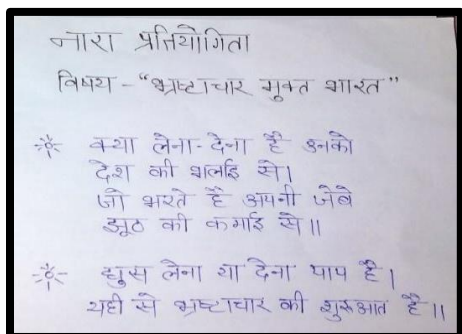 नारा प्रतियोगिता
विषय - "भ्रष्टाचार मुक्त भारत"
क्या लेना-देना है उनको
देश की भलाई से।
जो भरते है अपनी जेबे
झूठ की कमाई से॥
घुस लेना या देना पाप है।
यही से भ्रष्टाचार की शुरुआत है॥